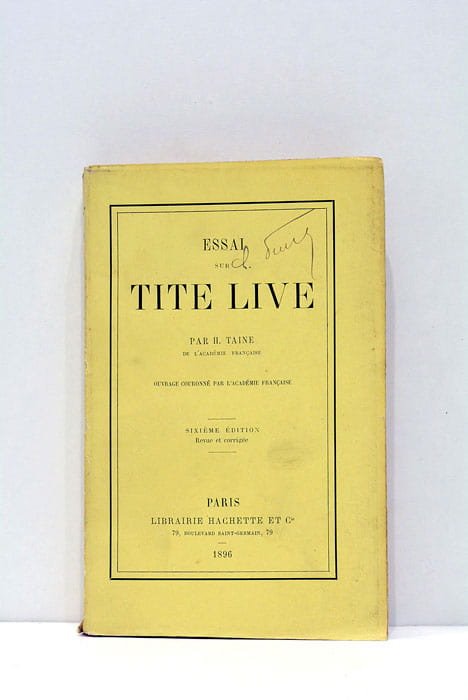 ESSAI
SUR
TITE LIVE
PAR H. TAINE
DE L'ACADÉMIE FRANÇAISE
OUVRAGE COURONNÉ PAR L'ACADÉMIE FRANÇAISE
SIXIÈME ÉDITION
Revue et corrigée
PARIS
LIBRAIRIE HACHETTE ET Cie
79, BOULEVARD SAINT-GERMAIN, 79
1896